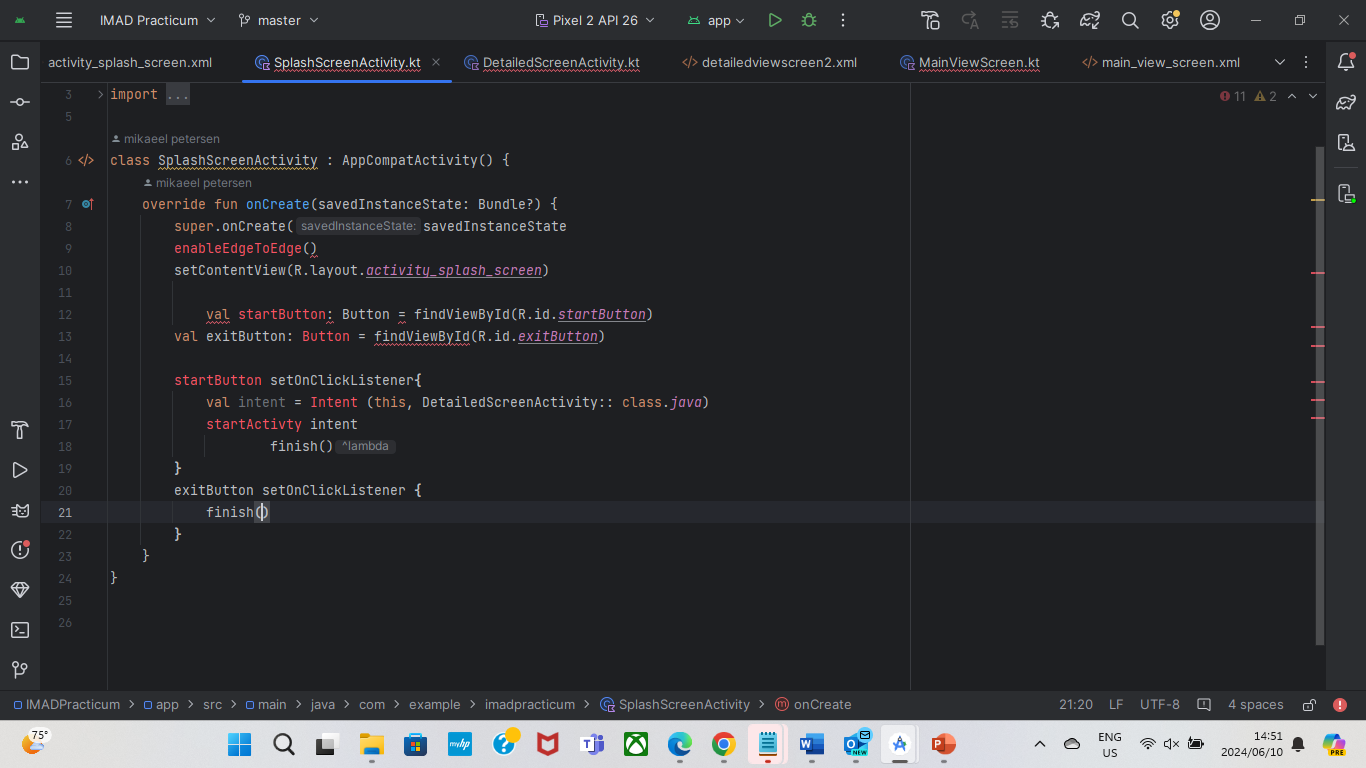 IMAD Practicum master Pixel 2 API 26 app
activity_splash_screen.xml SplashScreenActivity.kt DetailedScreenActivity.kt detailedviewscreen2.xml MainViewScreen.kt main_view_screen.xml
3 import ... 11 2
5
mikaeel petersen
6 class SplashScreenActivity : AppCompatActivity() {
mikaeel petersen
7 override fun onCreate(savedInstanceState: Bundle?) {
8 super.onCreate( savedInstanceState: savedInstanceState
9 enableEdgeToEdge()
10 setContentView(R.layout.activity_splash_screen)
11
12 val startButton: Button = findViewById(R.id.startButton)
13 val exitButton: Button = findViewById(R.id.exitButton)
14
15 startButton setOnClickListener{
16 val intent = Intent (this, DetailedScreenActivity:: class.java)
17 startActivty intent
18 finish() ^lambda
19 }
20 exitButton setOnClickListener {
21 finish()
22 }
23 }
24 }
25
26
IMADPracticum > app > src > main > java > com > example > imadpracticum > SplashScreenActivity > onCreate 21:20 LF UTF-8 4 spaces
75° myhp NEW ENG US 14:51 2024/06/10 PRE